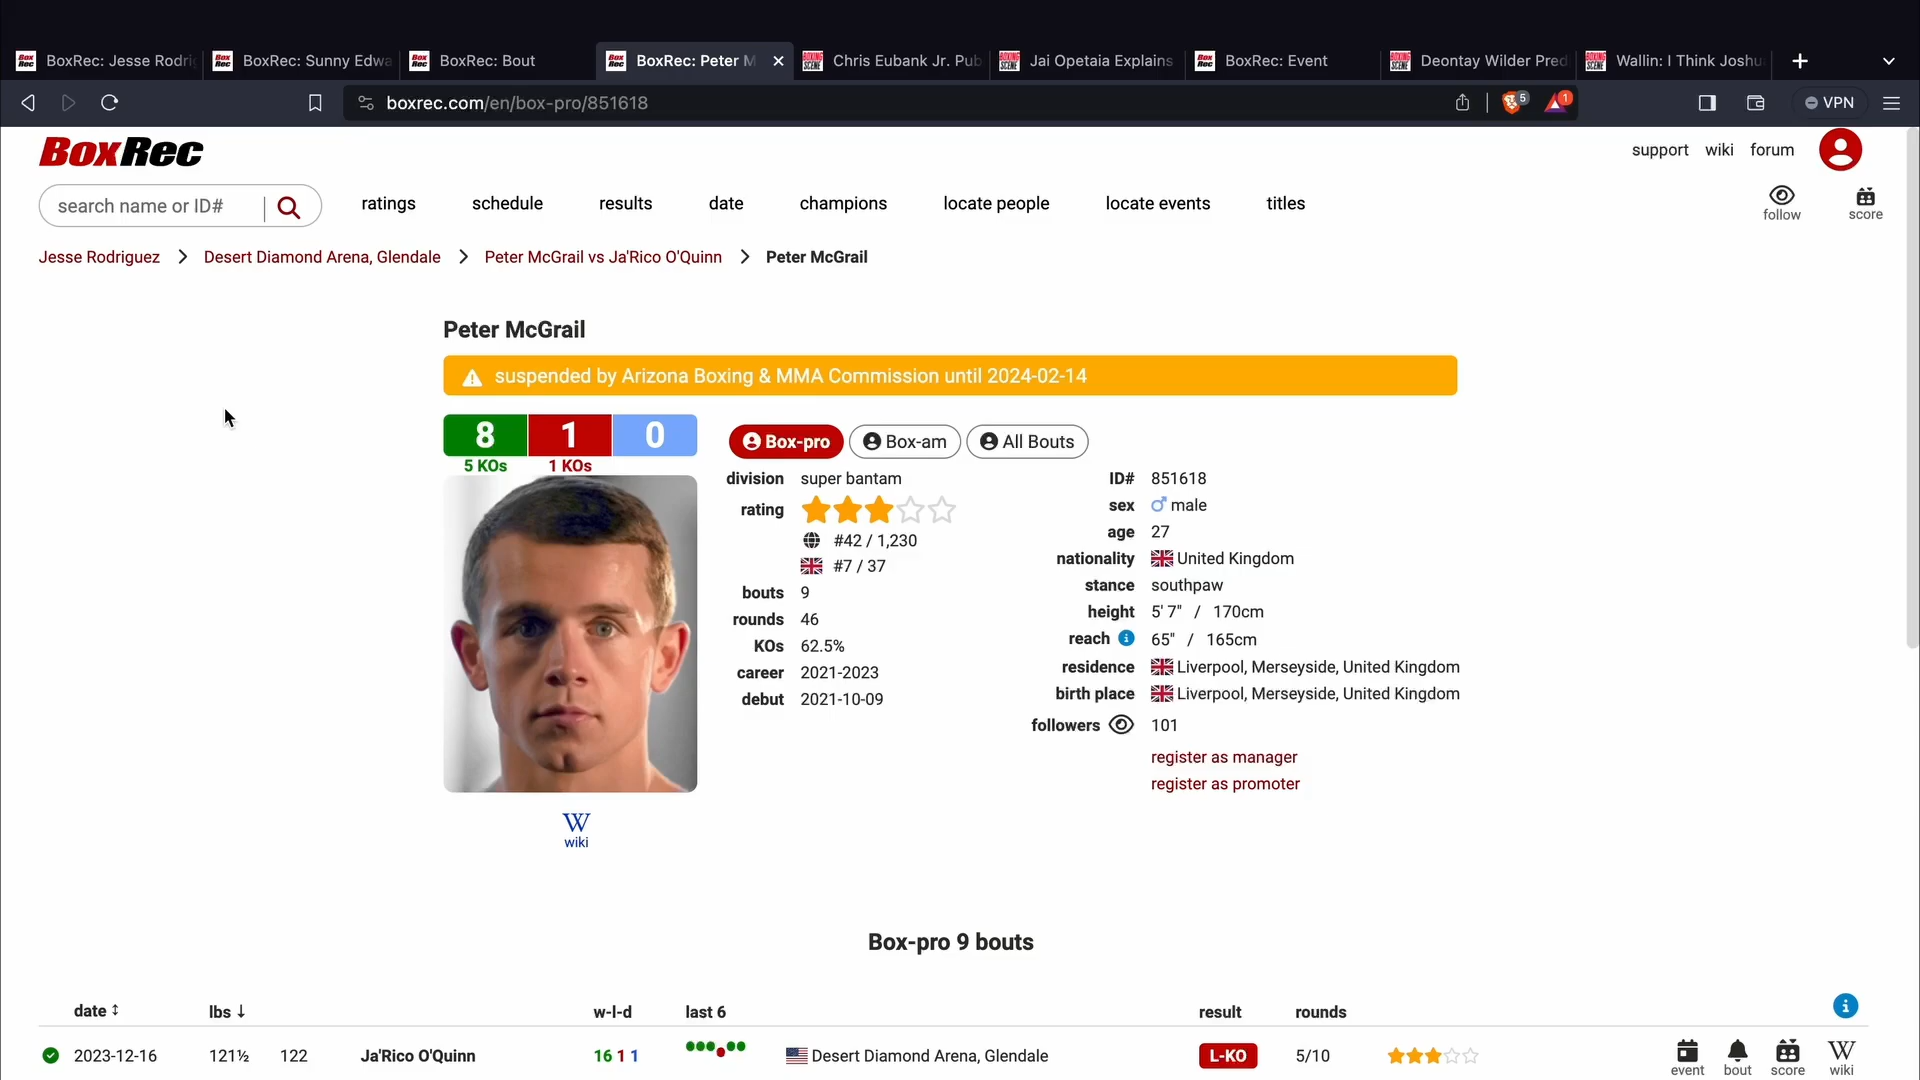 BoxRec: Jesse Rodri
BoxRec: Sunny Edwa
BoxRec: Bout
BoxRec: Peter M
Chris Eubank Jr. Pub
Jai Opetaia Explains
BoxRec: Event
Deontay Wilder Pred
Wallin: I Think Joshu
boxrec.com/en/box-pro/851618
5
1
VPN
BoxRec
support wiki forum
search name or ID#
ratings schedule results date champions locate people locate events titles
follow score
Jesse Rodriguez > Desert Diamond Arena, Glendale > Peter McGrail vs Ja'Rico O'Quinn > Peter McGrail
Peter McGrail
suspended by Arizona Boxing & MMA Commission until 2024-02-14
8 1 0
5 KOs 1 KOs
Box-pro Box-am All Bouts
division super bantam
rating
#42 / 1,230
#7 / 37
bouts 9
rounds 46
KOs 62.5%
career 2021-2023
debut 2021-10-09
ID# 851618
sex ♂ male
age 27
nationality United Kingdom
stance southpaw
height 5' 7" / 170cm
reach 65" / 165cm
residence Liverpool, Merseyside, United Kingdom
birth place Liverpool, Merseyside, United Kingdom
followers 101
register as manager
register as promoter
W
wiki
Box-pro 9 bouts
date ↕ lbs ↓ w-l-d last 6 result rounds
2023-12-16 121½ 122 Ja'Rico O'Quinn 16 1 1 Desert Diamond Arena, Glendale L-KO 5/10
event bout score W wiki